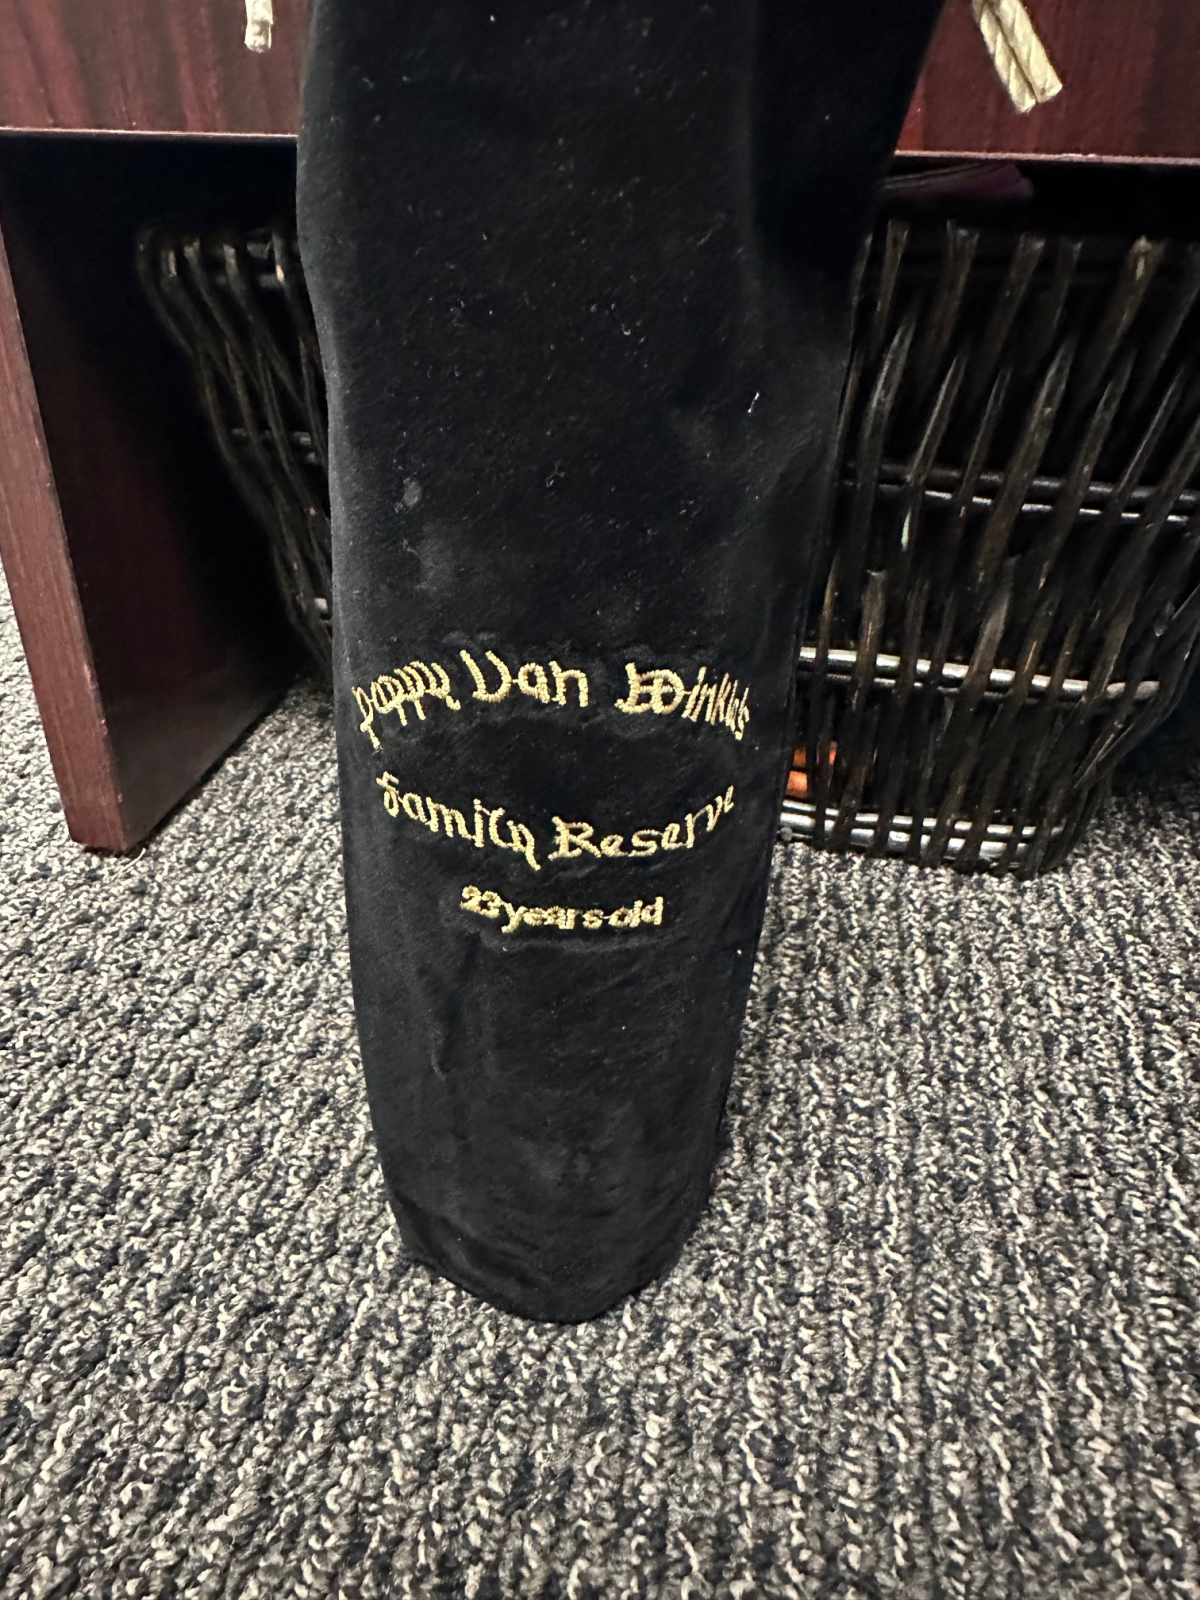 Pappy Van Winkle's
Family Reserve
23 years-old